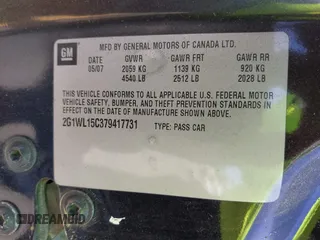 GM
MFD BY GENERAL MOTORS OF CANADA LTD.
DATE GVWR GAWR FRT GAWR RR
05/07 2059 KG 1139 KG 920 KG
4540 LB 2512 LB 2028 LB
THIS VEHICLE CONFORMS TO ALL APPLICABLE U.S. FEDERAL MOTOR
VEHICLE SAFETY, BUMPER, AND THEFT PREVENTION STANDARDS
IN EFFECT ON THE DATE OF MANUFACTURE SHOWN ABOVE.
2G1WL15C379417731 TYPE: PASS CAR
DREAMBID